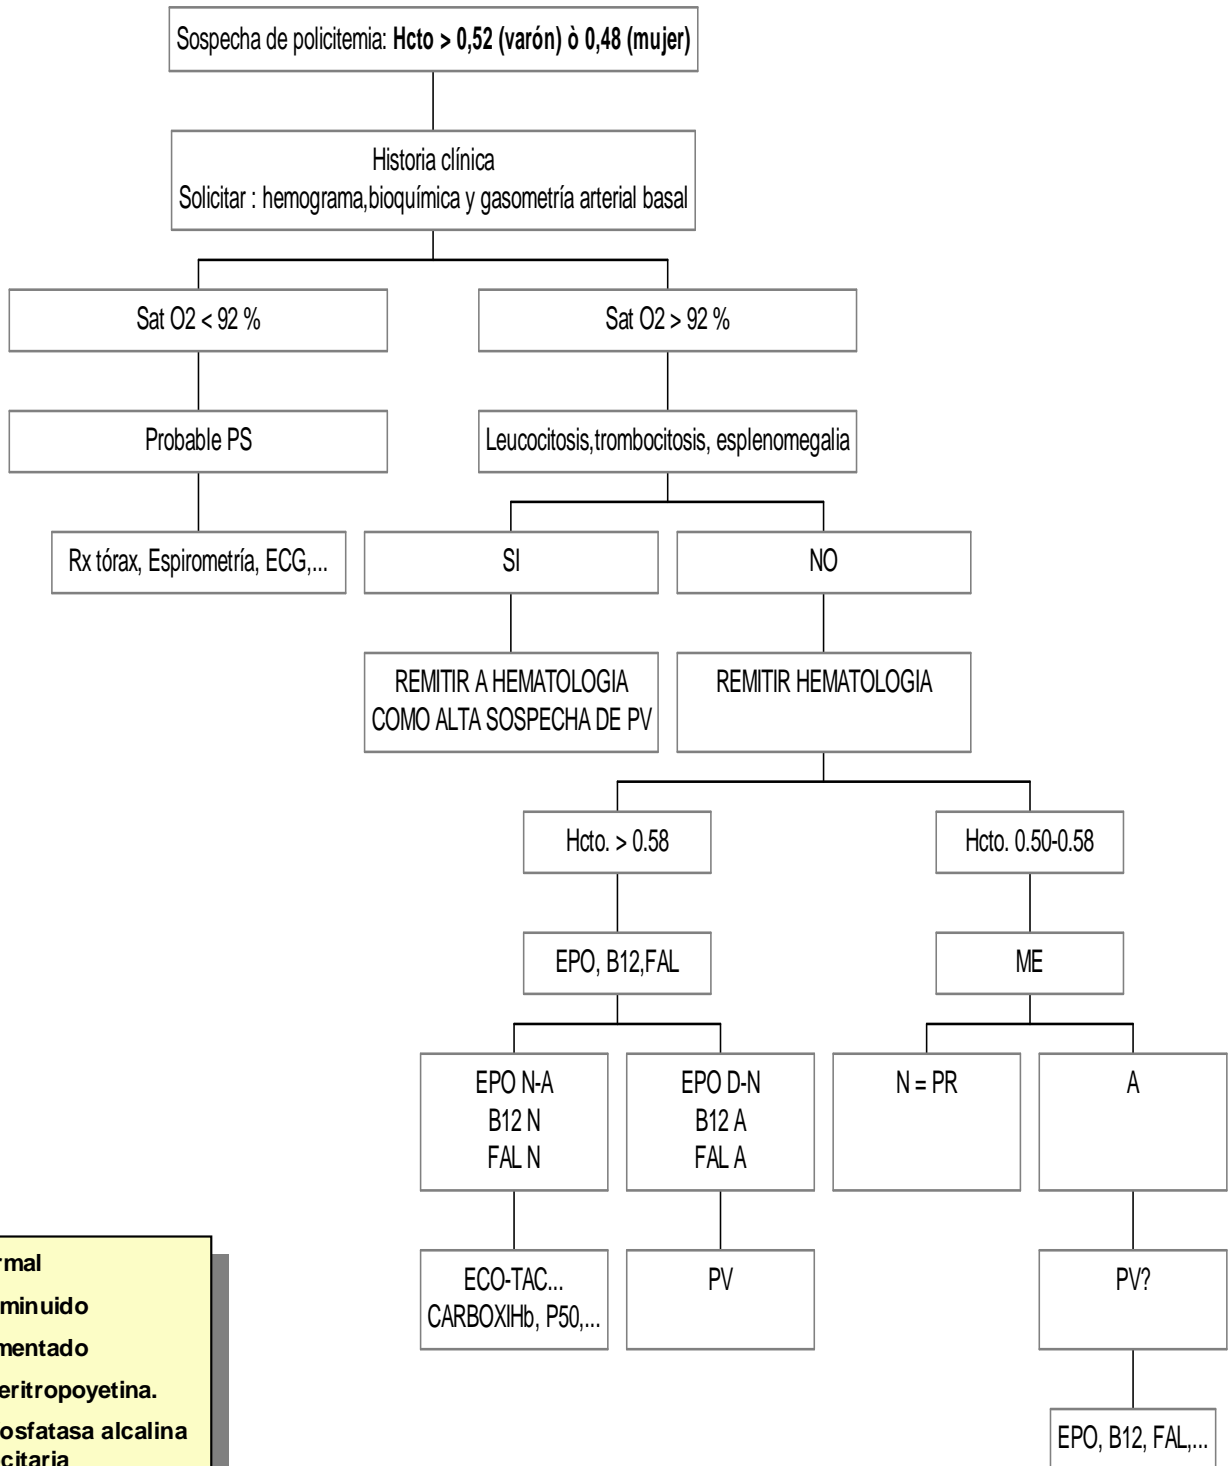 Sospecha de policitemia: Hcto > 0,52 (varón) ò 0,48 (mujer)
Historia clínica
Solicitar : hemograma,bioquímica y gasometría arterial basal
Sat O2 < 92 %
Sat O2 > 92 %
Probable PS
Leucocitosis,trombocitosis, esplenomegalia
Rx tórax, Espirometría, ECG,...
SI
NO
REMITIR A HEMATOLOGIA
COMO ALTA SOSPECHA DE PV
REMITIR HEMATOLOGIA
Hcto. > 0.58
Hcto. 0.50-0.58
EPO, B12,FAL
ME
EPO N-A
B12 N
FAL N
EPO D-N
B12 A
FAL A
N = PR
A
ECO-TAC...
CARBOXIHb, P50,...
PV
PV?
EPO, B12, FAL,...
rmal
minuido
mentado
eritropoyetina.
osfatasa alcalina
citaria